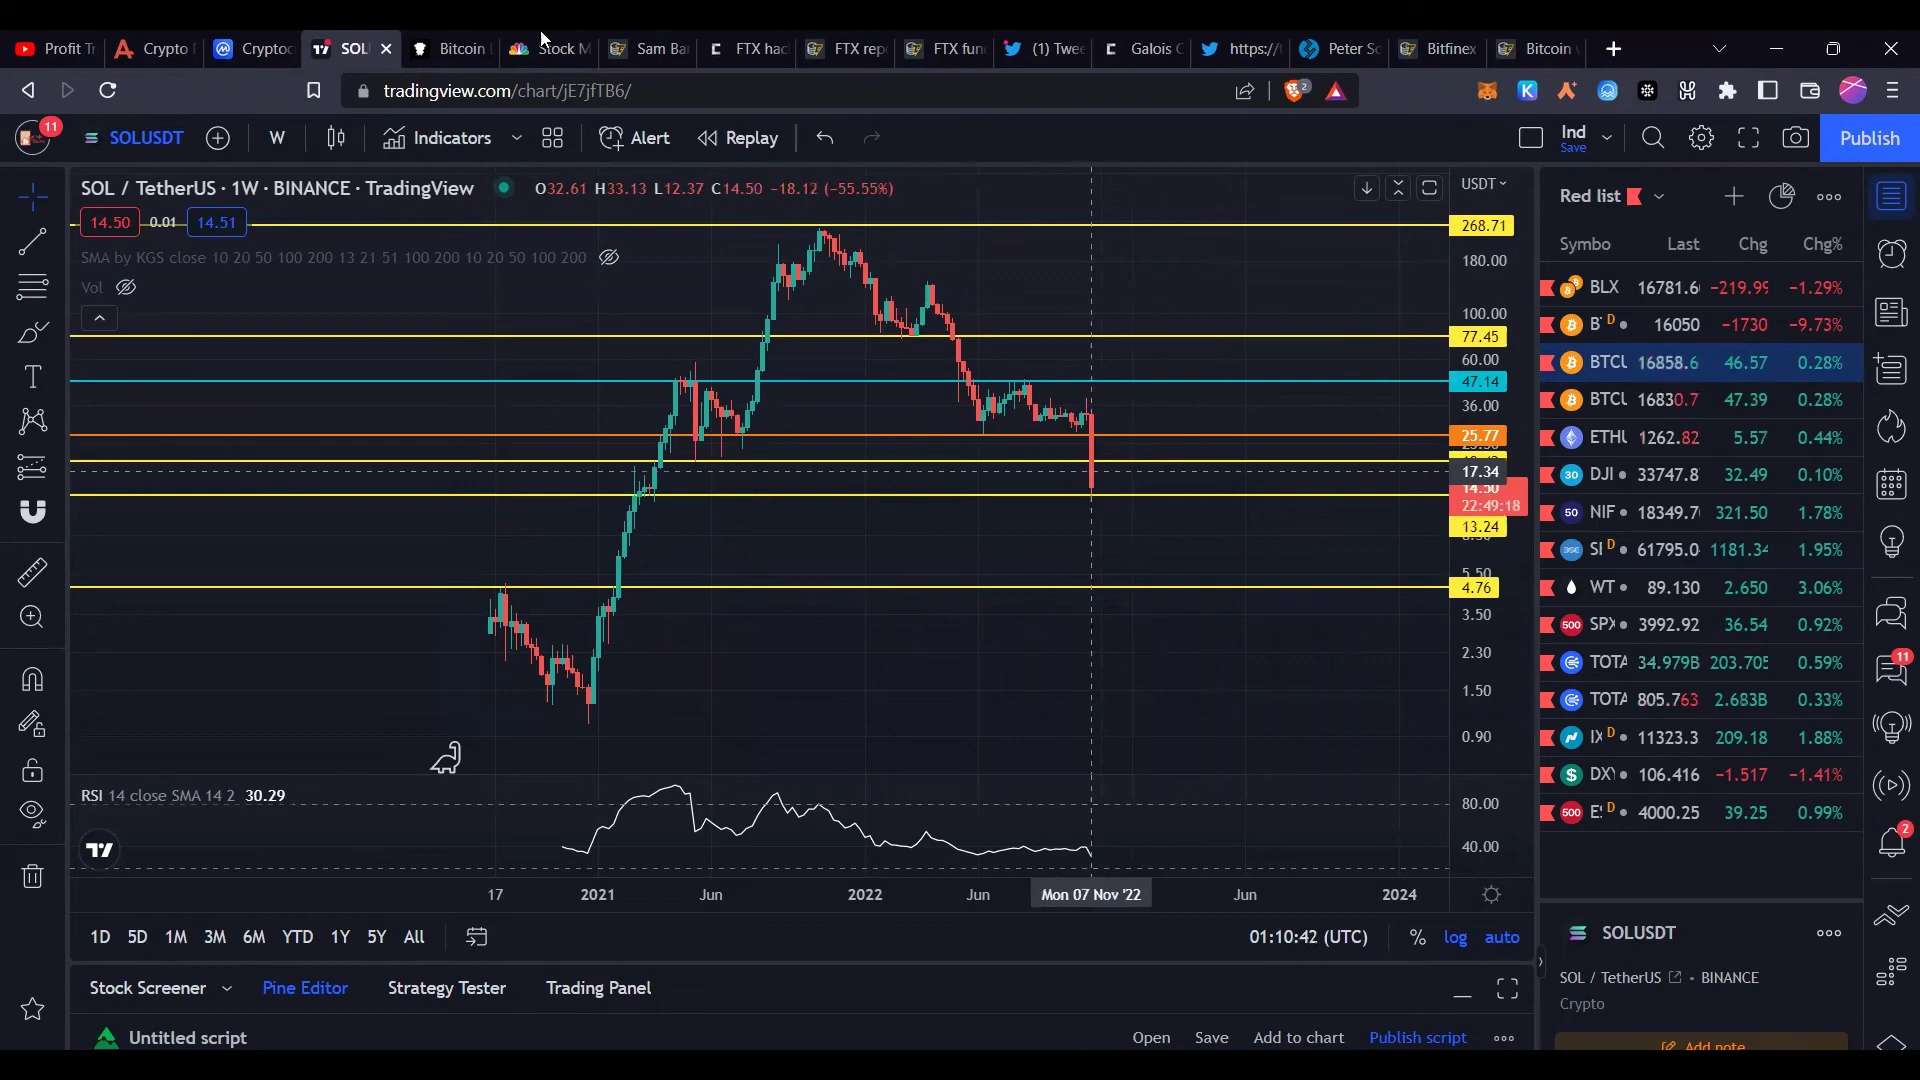 Profit Tr
Crypto
Cryptoc
SOL
Bitcoin
Stock M
Sam Ba
FTX hac
FTX rep
FTX fun
(1) Twee
Galois C
https://t
Peter Sc
Bitfinex
Bitcoin
tradingview.com/chart/jE7jfTB6/
2
11
SOLUSDT
W
Indicators
Alert
Replay
Ind
Save
Publish
SOL / TetherUS · 1W · BINANCE · TradingView
O32.61 H33.13 L12.37 C14.50 -18.12 (-55.55%)
14.50 0.01 14.51
SMA by KGS close 10 20 50 100 200 13 21 51 100 200 10 20 50 100 200
Vol
USDT
268.71
180.00
100.00
77.45
60.00
47.14
36.00
25.77
17.34
14.50
22:49:18
13.24
5.50
4.76
3.50
2.30
1.50
0.90
RSI 14 close SMA 14 2 30.29
80.00
40.00
17 2021 Jun 2022 Jun Mon 07 Nov '22 Jun 2024
1D 5D 1M 3M 6M YTD 1Y 5Y All
01:10:42 (UTC) % log auto
Stock Screener Pine Editor Strategy Tester Trading Panel
Untitled script
Open Save Add to chart Publish script
Red list
Symbo Last Chg Chg%
BLX 16781.6 -219.99 -1.29%
B D 16050 -1730 -9.73%
BTCU 16858.6 46.57 0.28%
BTCU 16830.7 47.39 0.28%
ETHU 1262.82 5.57 0.44%
30 DJI 33747.8 32.49 0.10%
50 NIF 18349.7 321.50 1.78%
SI D 61795.0 1181.34 1.95%
WT 89.130 2.650 3.06%
500 SPX 3992.92 36.54 0.92%
TOTA 34.979B 203.705 0.59%
TOTA 805.763 2.683B 0.33%
IX D 11323.3 209.18 1.88%
DXY 106.416 -1.517 -1.41%
500 E D 4000.25 39.25 0.99%
11
2
SOLUSDT
SOL / TetherUS • BINANCE
Crypto
Add note